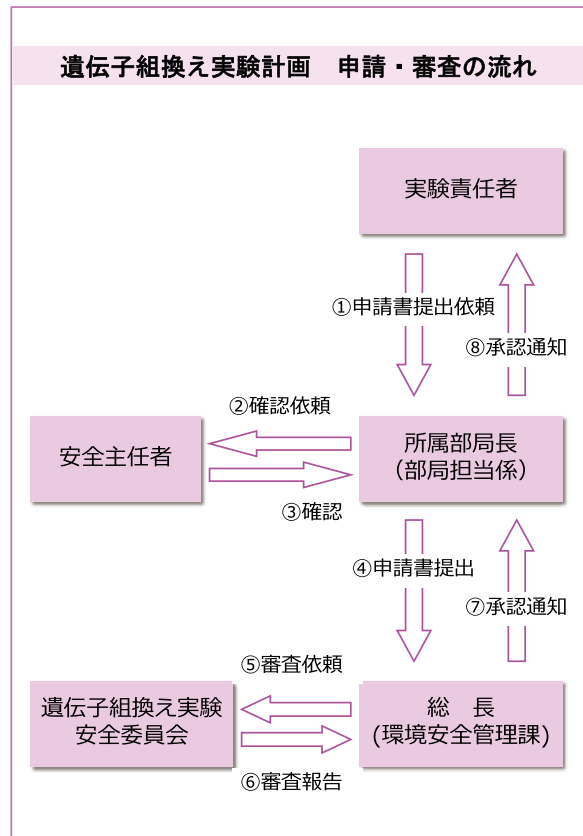 遺伝子組換え実験計画　申請・審査の流れ
実験責任者
①申請書提出依頼
⑧承認通知
②確認依頼
安全主任者
所属部局長
（部局担当係）
③確認
④申請書提出
⑦承認通知
⑤審査依頼
遺伝子組換え実験
安全委員会
総　長
(環境安全管理課)
⑥審査報告